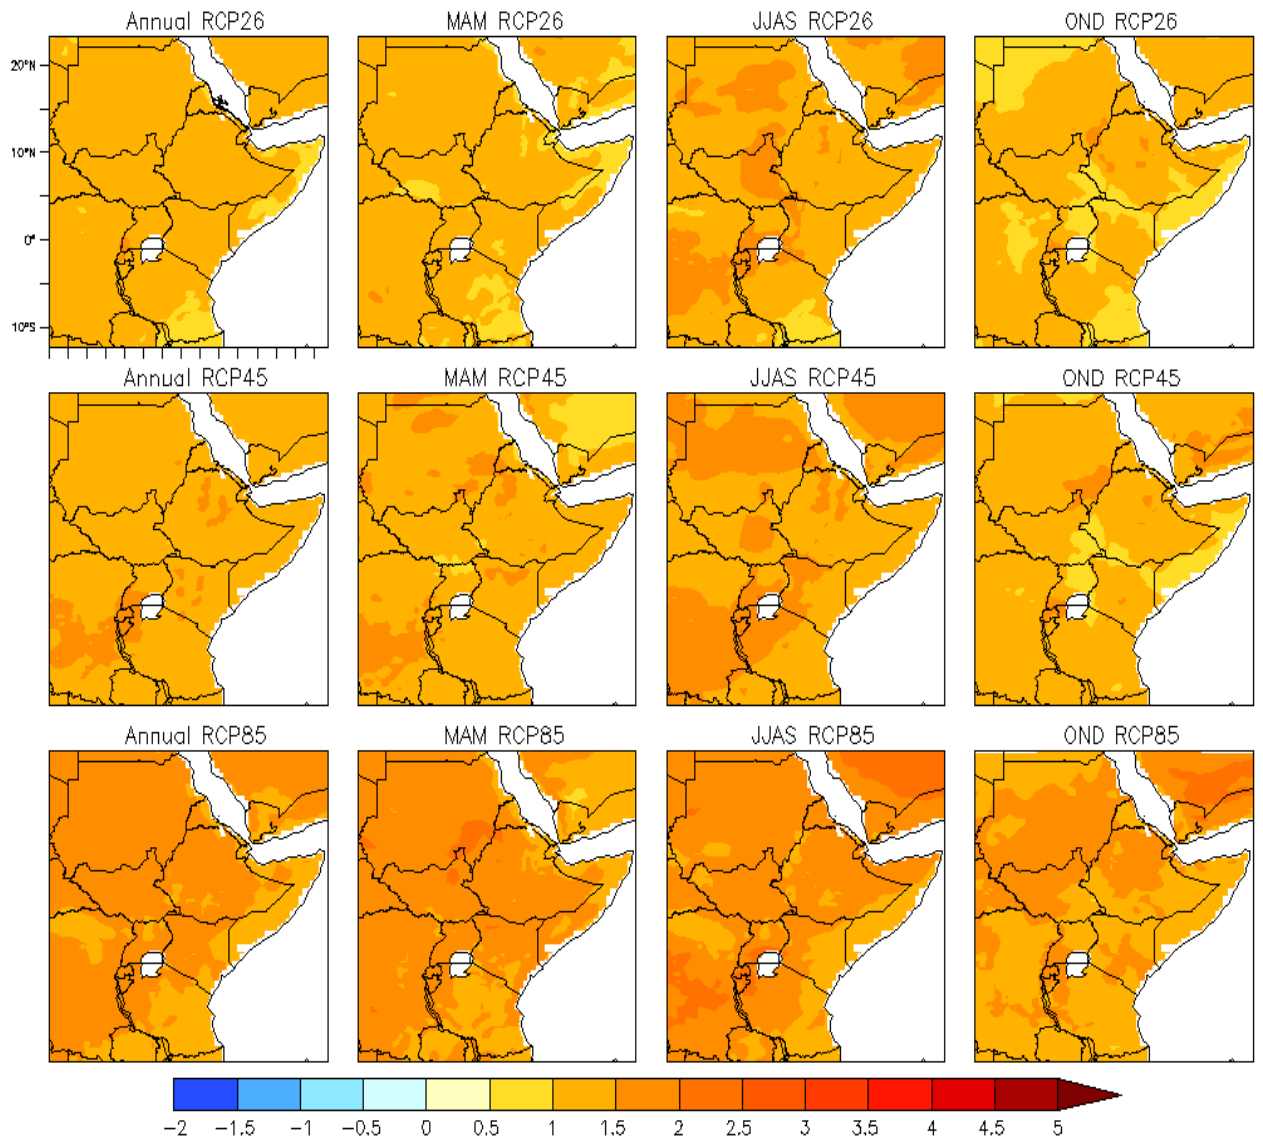 Annual RCP26 MAM RCP26 JJAS RCP26 OND RCP26
20°N
10°N
0°
10°S
Annual RCP45 MAM RCP45 JJAS RCP45 OND RCP45
Annual RCP85 MAM RCP85 JJAS RCP85 OND RCP85
-2 -1.5 -1 -0.5 0 0.5 1 1.5 2 2.5 3 3.5 4 4.5 5